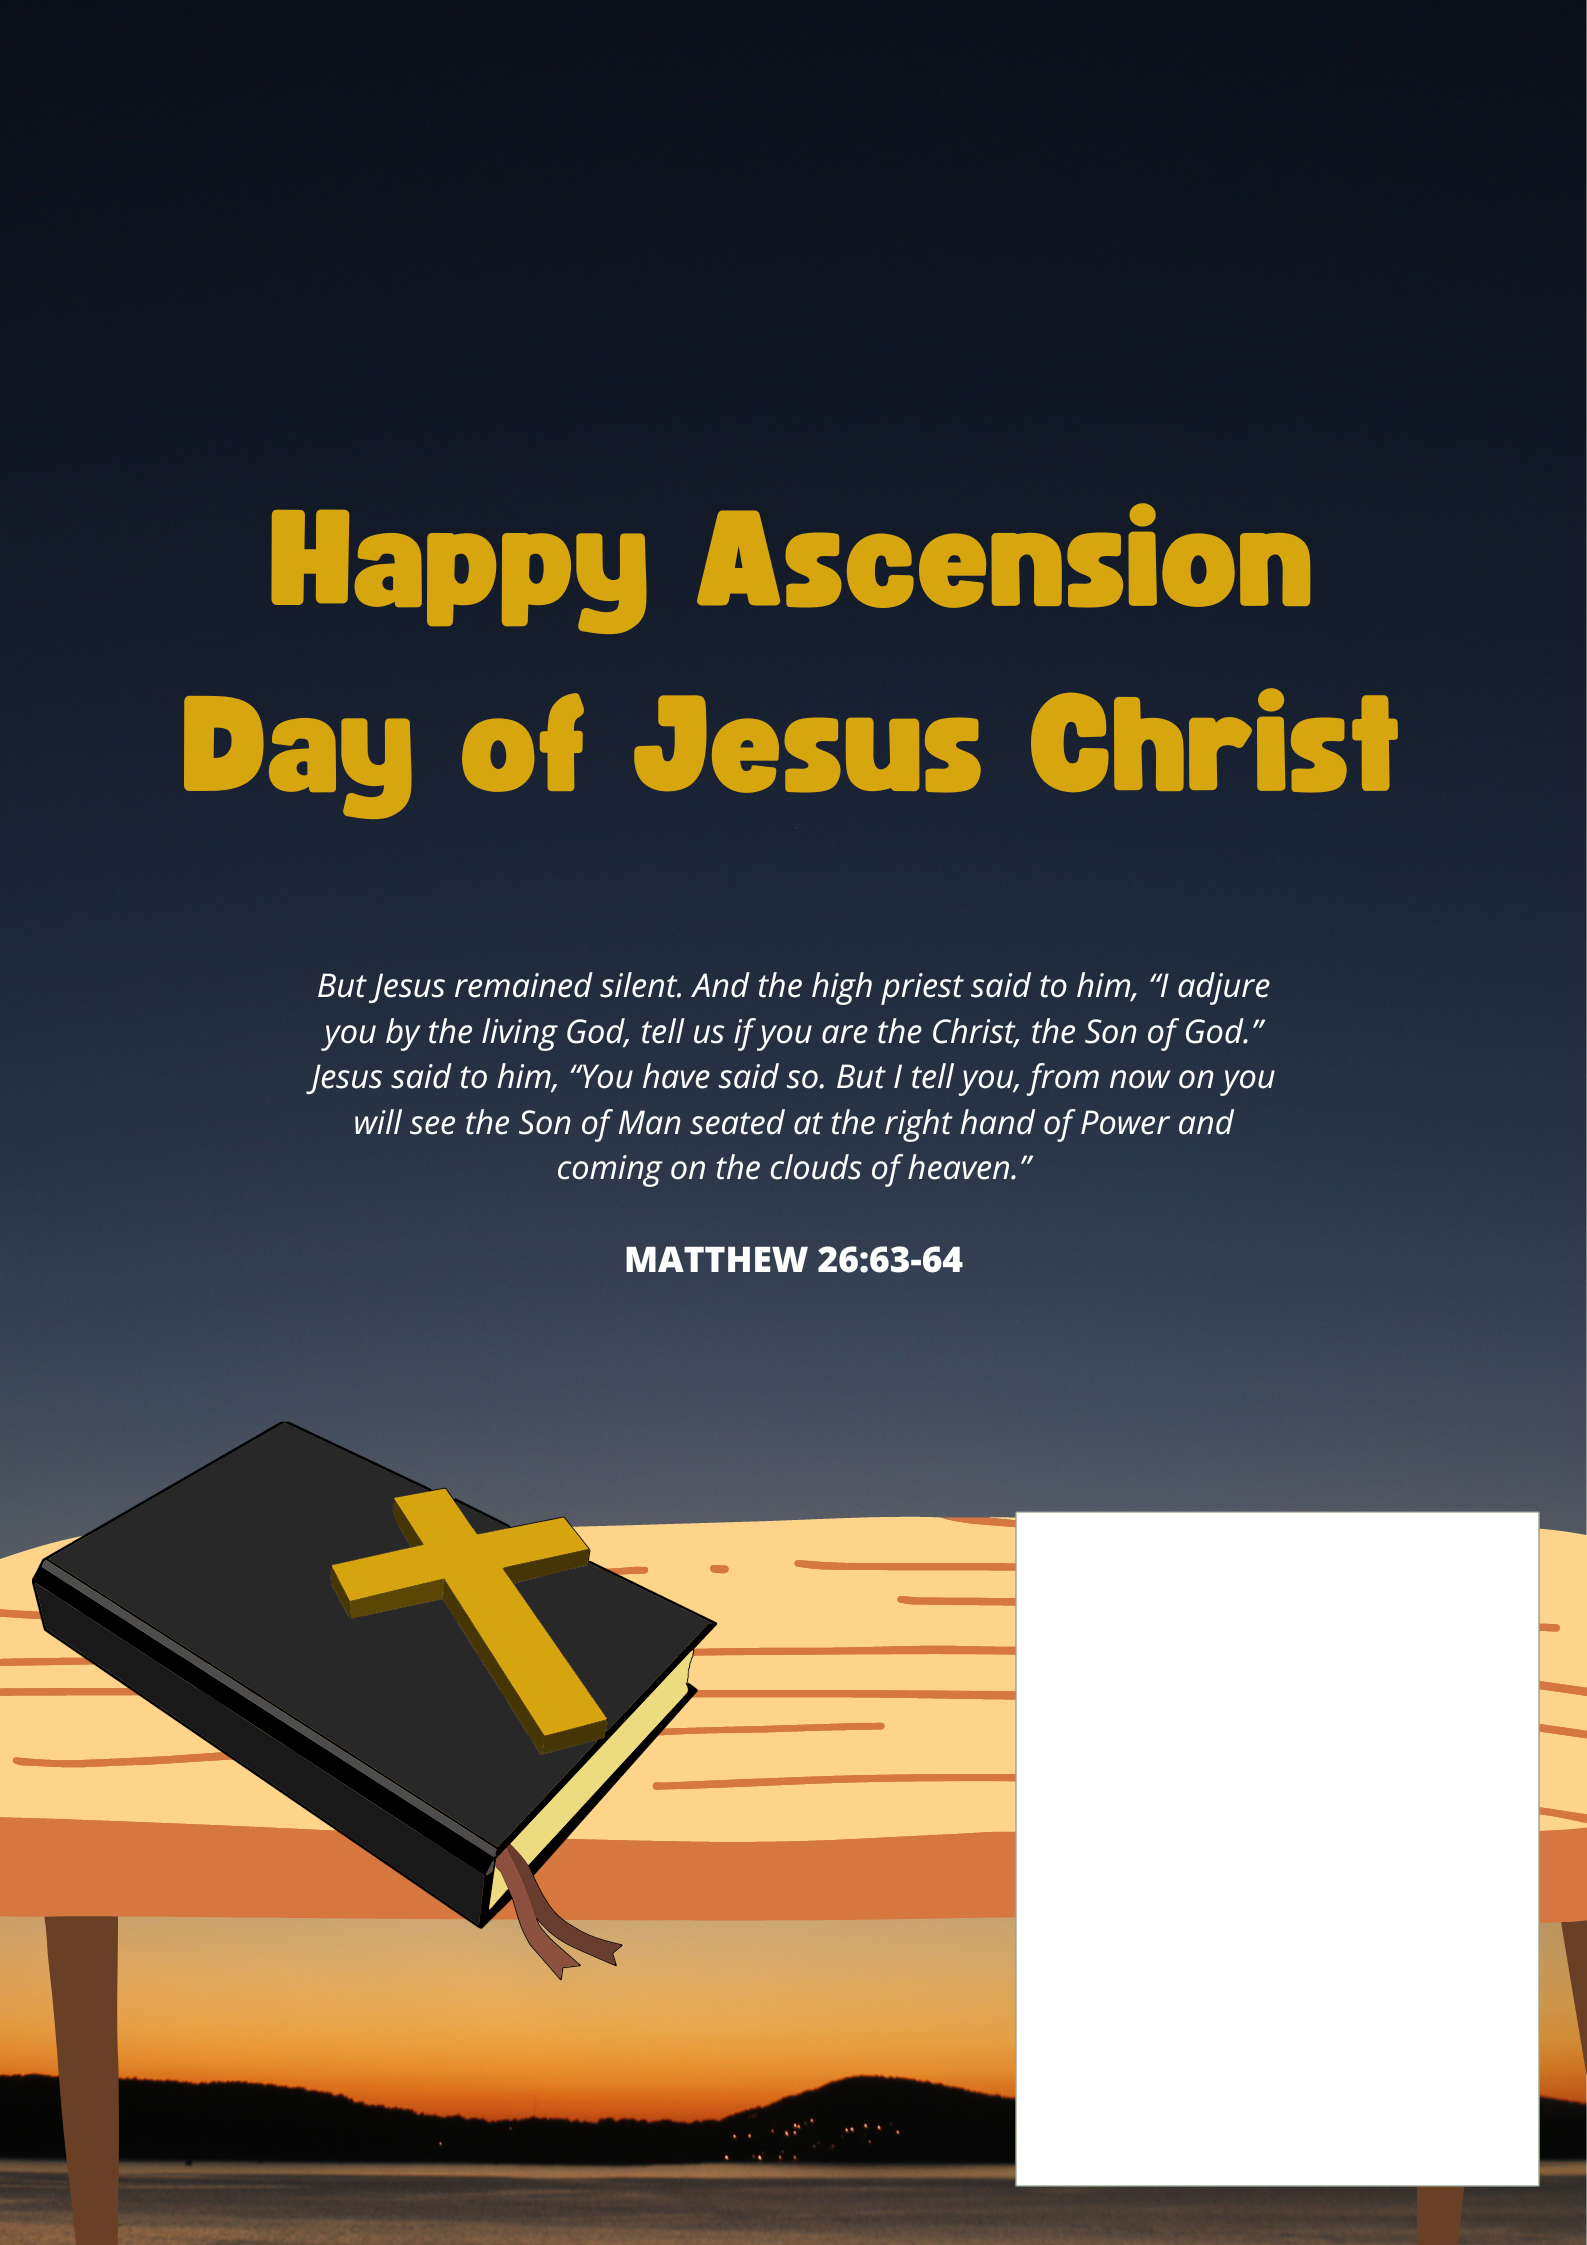 Happy Ascension
Day of Jesus Christ
But Jesus remained silent. And the high priest said to him, “I adjure
you by the living God, tell us if you are the Christ, the Son of God.”
Jesus said to him, “You have said so. But I tell you, from now on you
will see the Son of Man seated at the right hand of Power and
coming on the clouds of heaven.”
MATTHEW 26:63-64